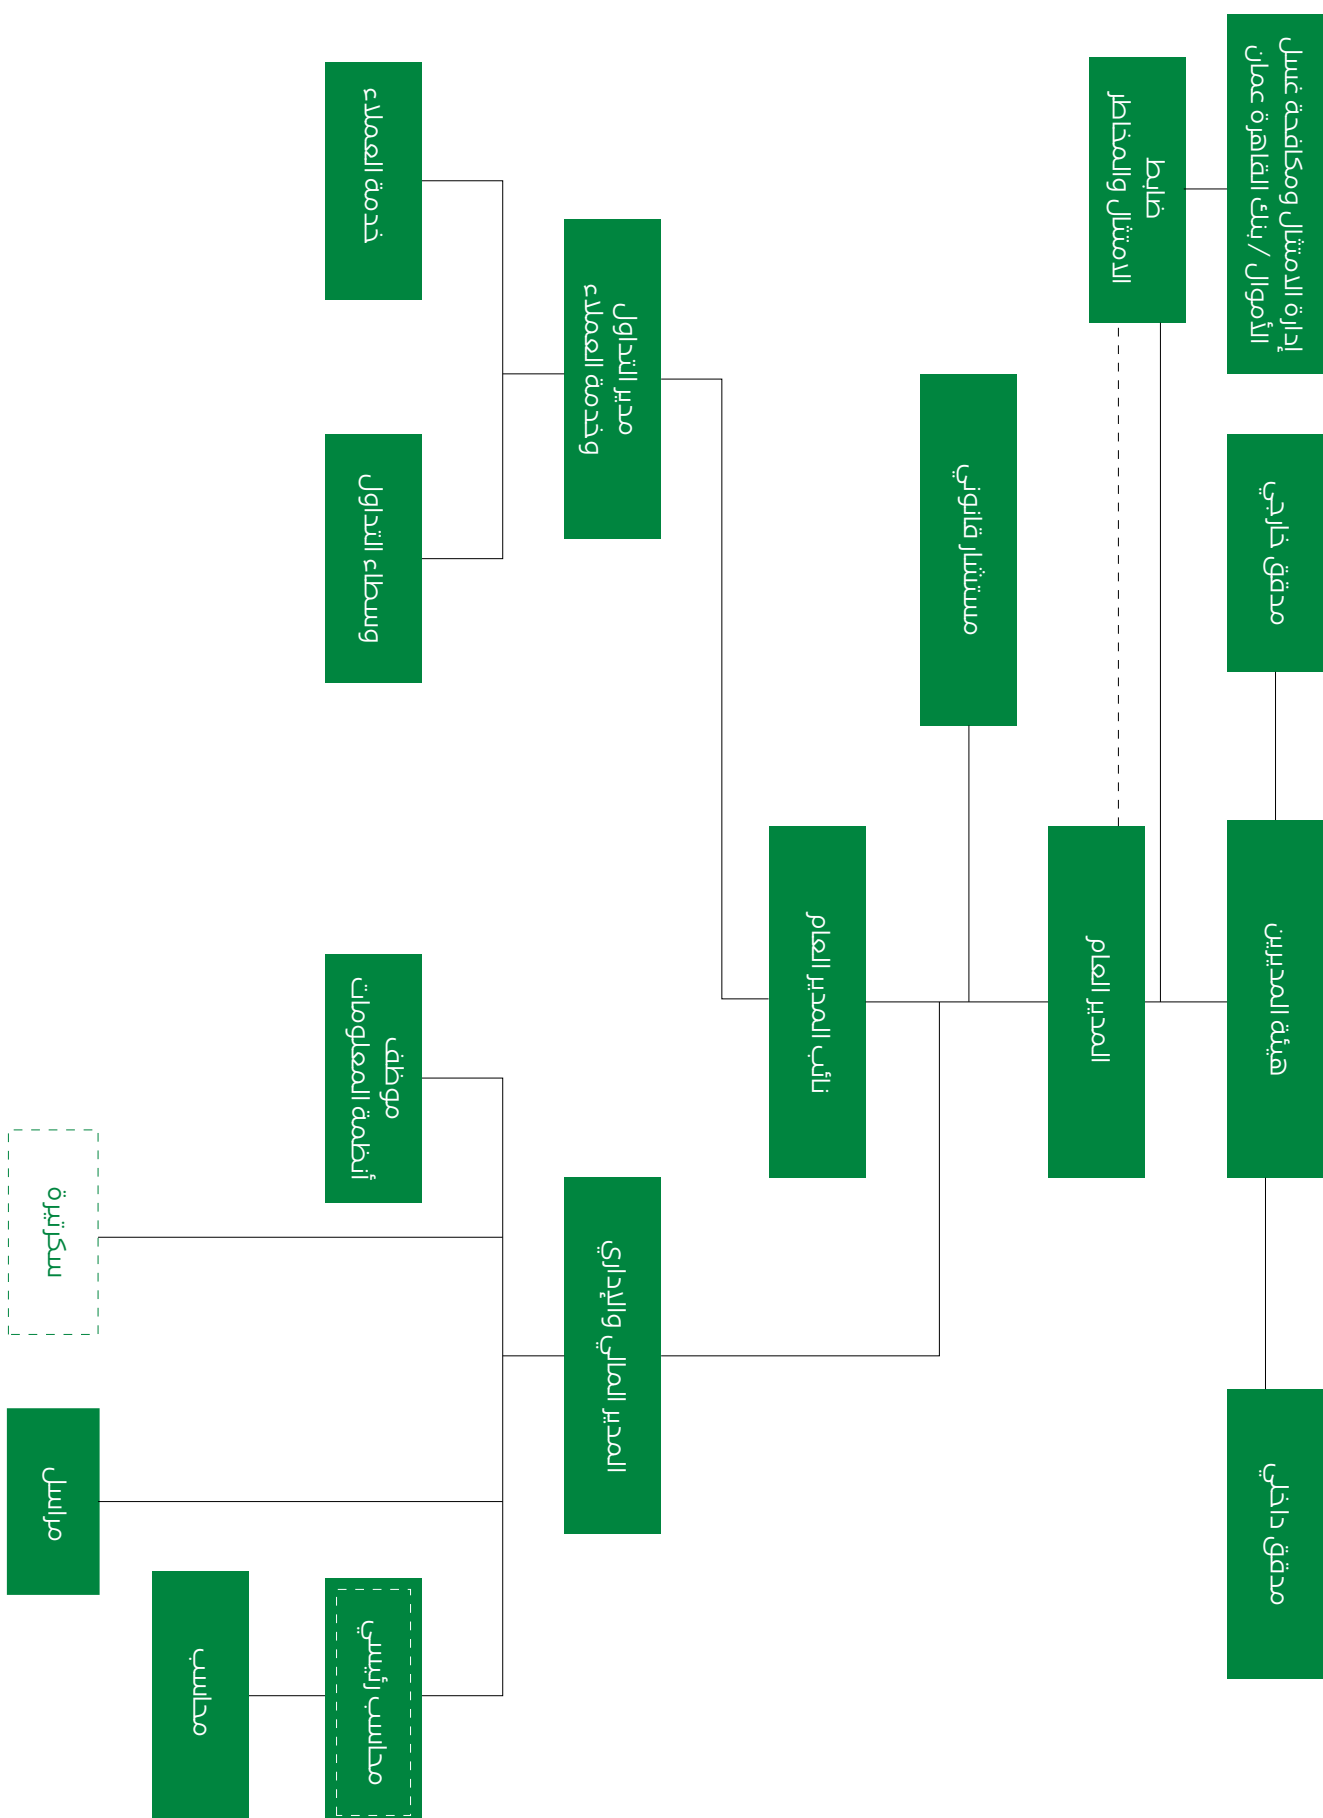 هيئة المديرين
مدقق خارجي
مدقق داخلي
إدارة الامتثال ومكافحة غسل
الأموال / بنك القاهرة عمان
ضابط
الامتثال والمخاطر
المدير العام
مستشار قانوني
نائب المدير العام
المدير المالي والإداري
مدير التداول
وخدمة العملاء
محاسب رئيسي
موظف
أنظمة المعلومات
وسطاء التداول
خدمة العملاء
محاسب
مراسل
سكرتيرة